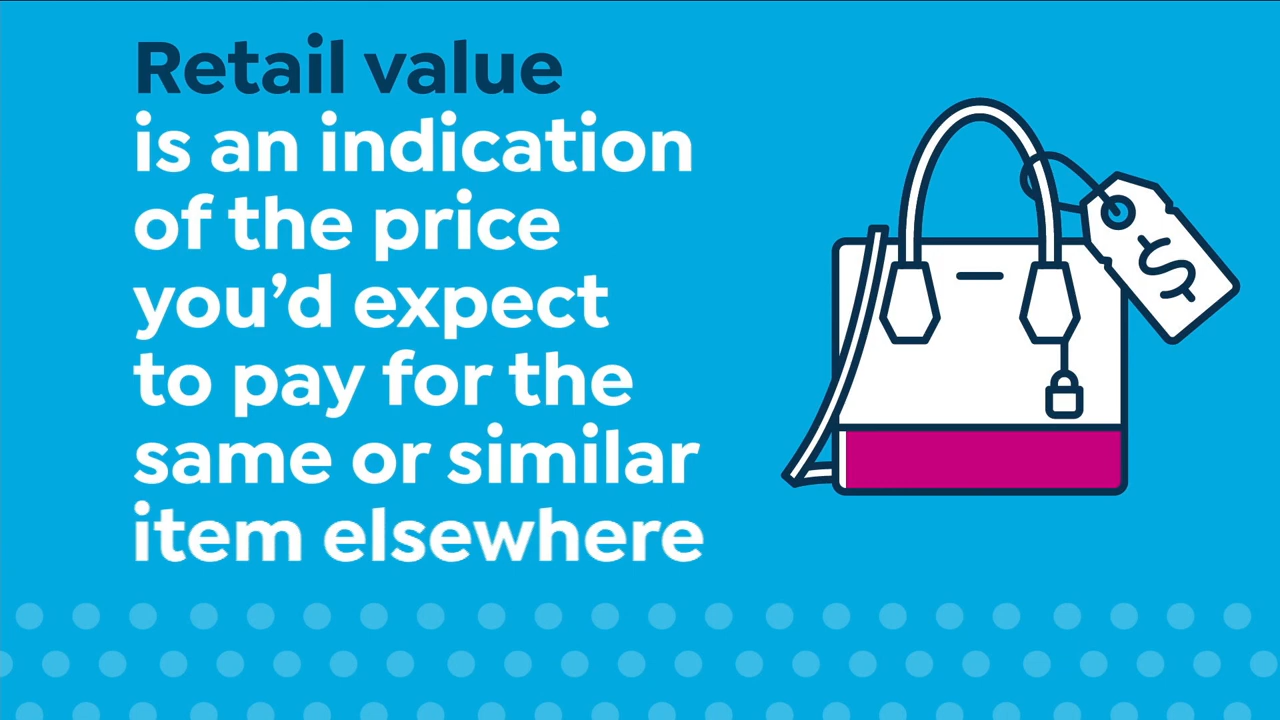 Retail value
is an indication
of the price
you’d expect
to pay for the
same or similar
item elsewhere
$